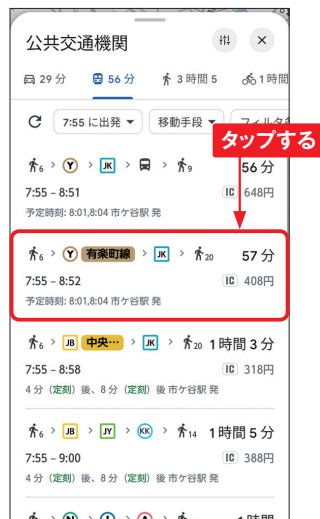 公共交通機関
29 分 56 分 3 時間 5 1 時間
7:55 に出発 移動手段
タップする
6 > Y > JK > > 9 56 分
7:55 – 8:51 IC 648円
予定時刻: 8:01,8:04 市ケ谷駅 発
6 > Y 有楽町線 > JK > 20 57 分
7:55 – 8:52 IC 408円
予定時刻: 8:01,8:04 市ケ谷駅 発
6 > JB 中央… > JK > 20 1 時間 3 分
7:55 – 8:58 IC 318円
4 分（定刻）後、8 分（定刻）後 市ケ谷駅 発
6 > JB > JY > KK > 14 1 時間 5 分
7:55 – 9:00 IC 388円
4 分（定刻）後、8 分（定刻）後 市ケ谷駅 発